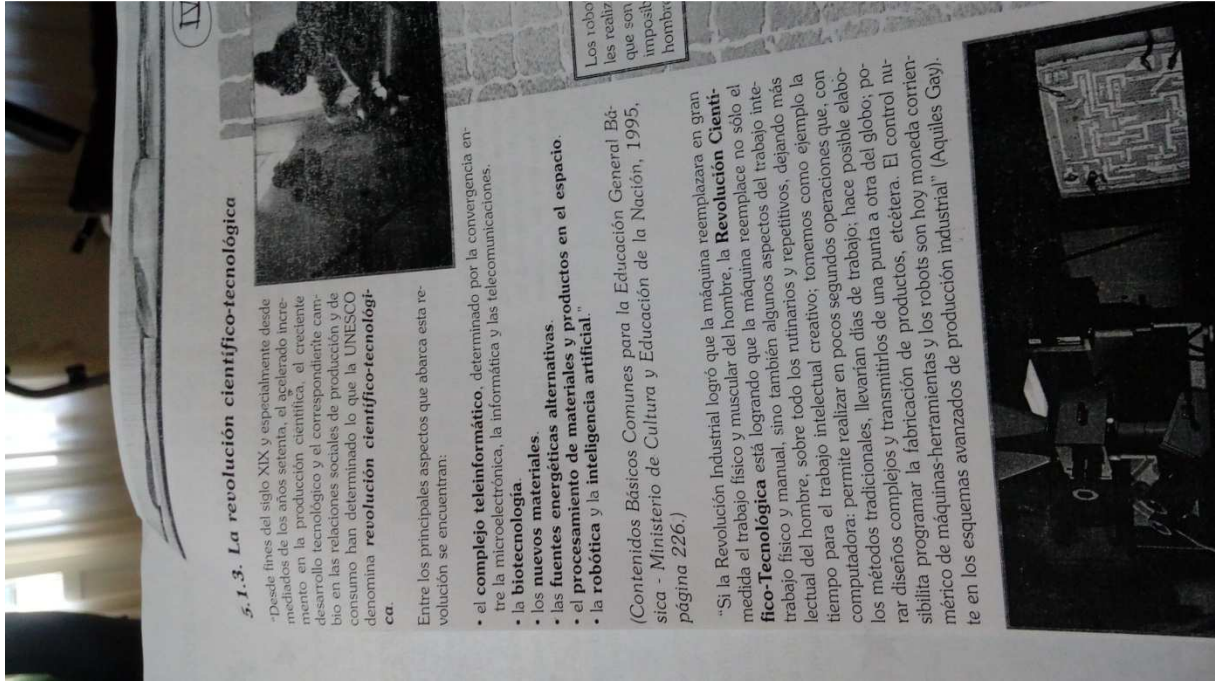 IV
5.1.3. La revolución científico-tecnológica
"Desde fines del siglo XIX y especialmente desde
mediados de los años setenta, el acelerado incre-
mento en la producción científica, el creciente
desarrollo tecnológico y el correspondiente cam-
bio en las relaciones sociales de producción y de
consumo han determinado lo que la UNESCO
denomina revolución científico-tecnológi-
ca.
Entre los principales aspectos que abarca esta re-
volución se encuentran:
• el complejo teleinformático, determinado por la convergencia en-
tre la microelectrónica, la informática y las telecomunicaciones.
• la biotecnología.
• los nuevos materiales.
• las fuentes energéticas alternativas.
• el procesamiento de materiales y productos en el espacio.
• la robótica y la inteligencia artificial."
(Contenidos Básicos Comunes para la Educación General Bá-
sica - Ministerio de Cultura y Educación de la Nación, 1995,
página 226.)
"Si la Revolución Industrial logró que la máquina reemplazara en gran
medida el trabajo físico y muscular del hombre, la Revolución Cientí-
fico-Tecnológica está logrando que la máquina reemplace no sólo el
trabajo físico y manual, sino también algunos aspectos del trabajo inte-
lectual del hombre, sobre todo los rutinarios y repetitivos, dejando más
tiempo para el trabajo intelectual creativo; tomemos como ejemplo la
computadora: permite realizar en pocos segundos operaciones que, con
los métodos tradicionales, llevarían días de trabajo; hace posible elabo-
rar diseños complejos y transmitirlos de una punta a otra del globo; po-
sibilita programar la fabricación de productos, etcétera. El control nu-
mérico de máquinas-herramientas y los robots son hoy moneda corrien-
te en los esquemas avanzados de producción industrial" (Aquiles Gay).
Los robo
les realiz
que son
imposib
hombre